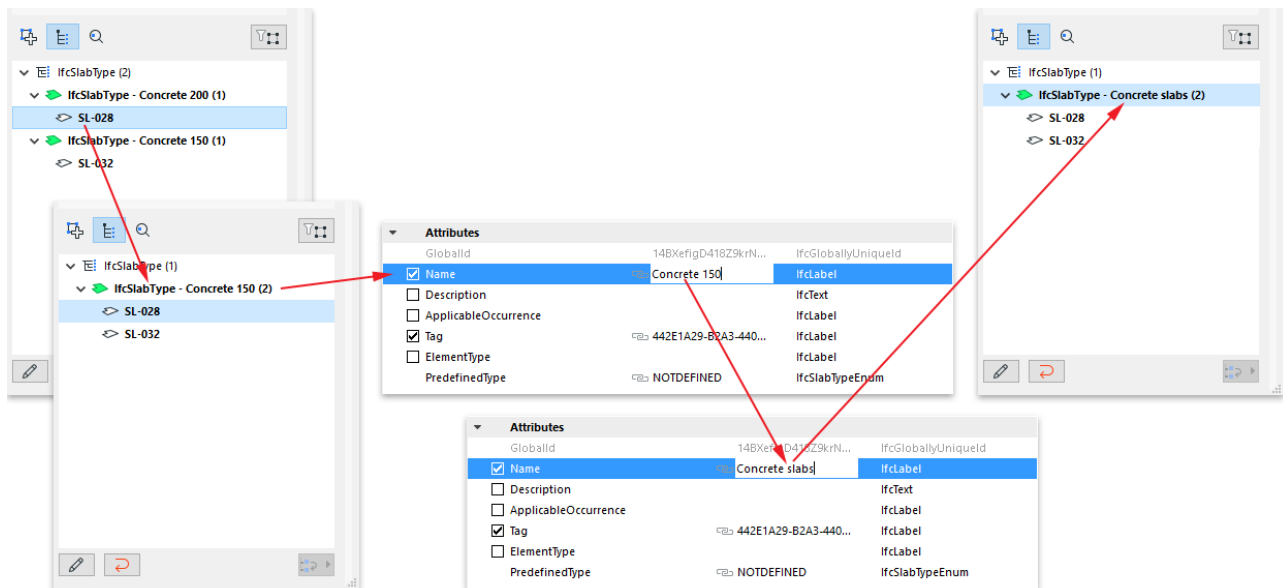 IfcSlabType (2)
IfcSlabType - Concrete 200 (1)
SL-028
IfcSlabType - Concrete 150 (1)
SL-032
IfcSlabType (1)
IfcSlabType - Concrete 150 (2)
SL-028
SL-032
Attributes
GlobalId 14BXefigD418Z9krN... IfcGloballyUniqueId
Name Concrete 150 IfcLabel
Description IfcText
ApplicableOccurrence IfcLabel
Tag 442E1A29-B2A3-440... IfcLabel
ElementType IfcLabel
PredefinedType NOTDEFINED IfcSlabTypeEnum
Attributes
GlobalId 14BXefigD418Z9krN... IfcGloballyUniqueId
Name Concrete slabs IfcLabel
Description IfcText
ApplicableOccurrence IfcLabel
Tag 442E1A29-B2A3-440... IfcLabel
ElementType IfcLabel
PredefinedType NOTDEFINED IfcSlabTypeEnum
IfcSlabType (1)
IfcSlabType - Concrete slabs (2)
SL-028
SL-032